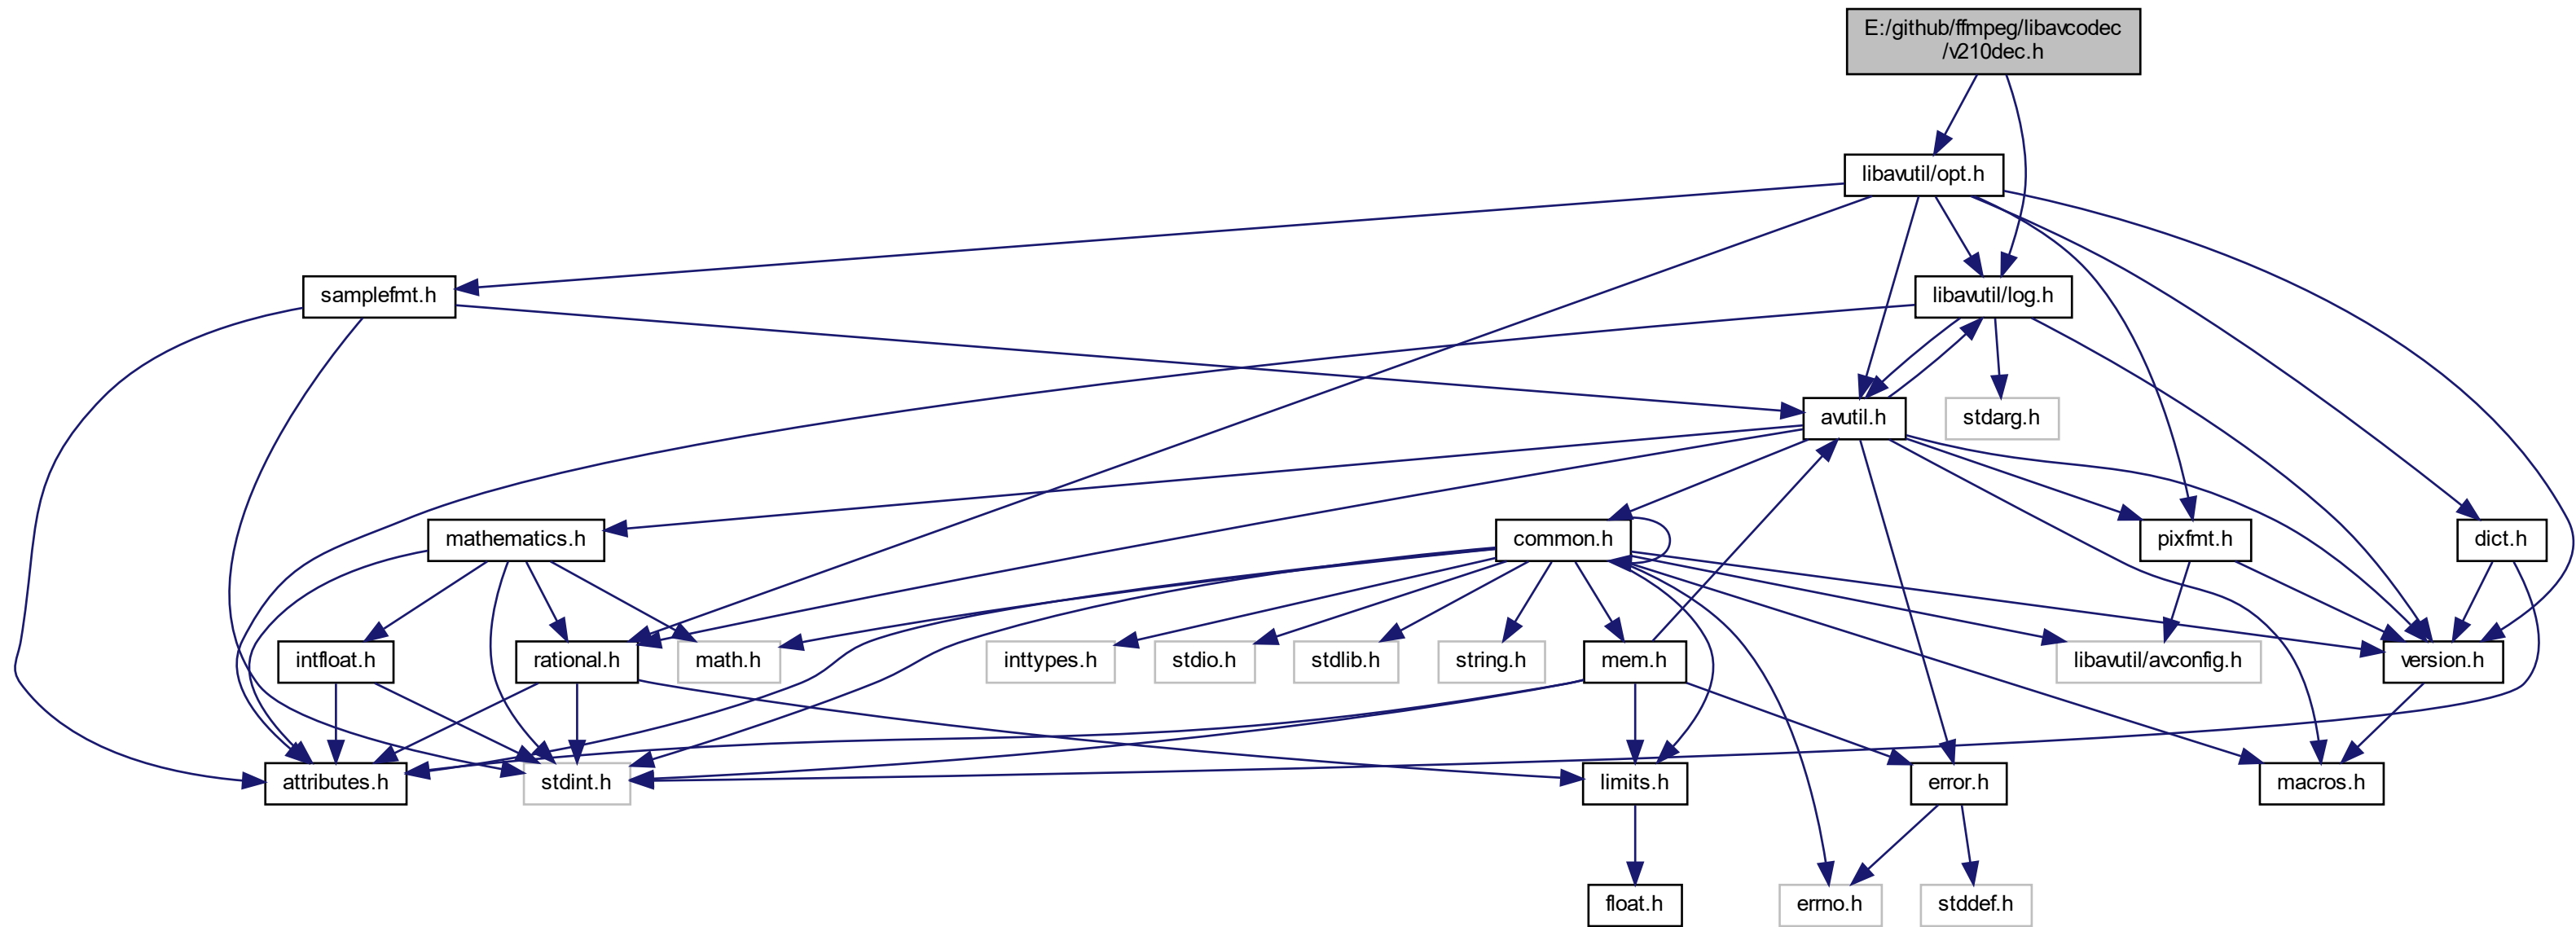 E:/github/ffmpeg/libavcodec
/v210dec.h
libavutil/opt.h
samplefmt.h
libavutil/log.h
avutil.h
stdarg.h
mathematics.h
common.h
pixfmt.h
dict.h
intfloat.h
rational.h
math.h
inttypes.h
stdio.h
stdlib.h
string.h
mem.h
libavutil/avconfig.h
version.h
attributes.h
stdint.h
limits.h
error.h
macros.h
float.h
errno.h
stddef.h